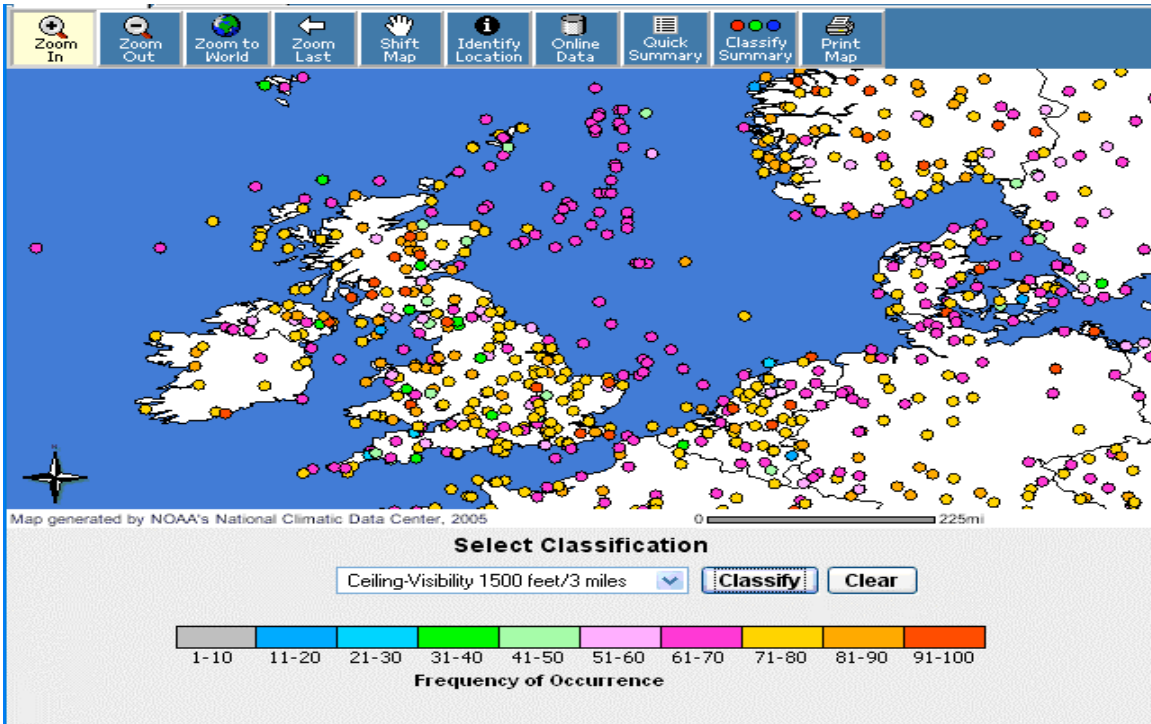 Zoom In
Zoom Out
Zoom to World
Zoom Last
Shift Map
Identify Location
Online Data
Quick Summary
Classify Summary
Print Map
N
Map generated by NOAA's National Climatic Data Center, 2005
0 225mi
Select Classification
Ceiling-Visibility 1500 feet/3 miles Classify Clear
1-10 11-20 21-30 31-40 41-50 51-60 61-70 71-80 81-90 91-100
Frequency of Occurrence